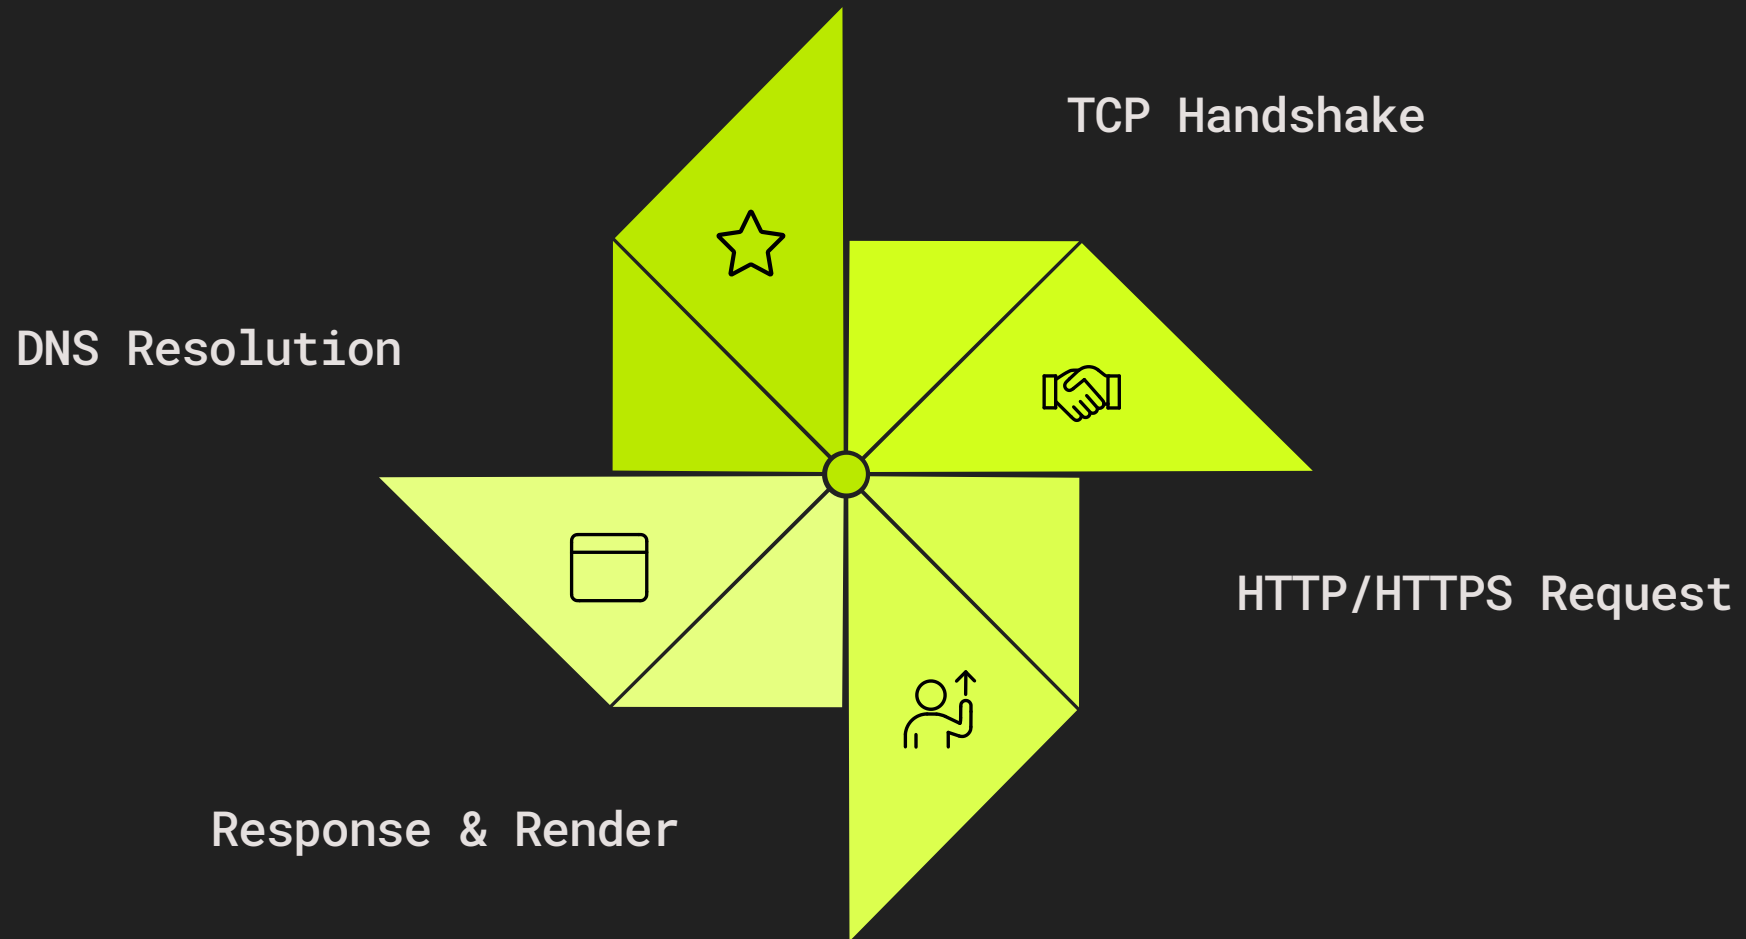 TCP Handshake
DNS Resolution
HTTP/HTTPS Request
Response & Render